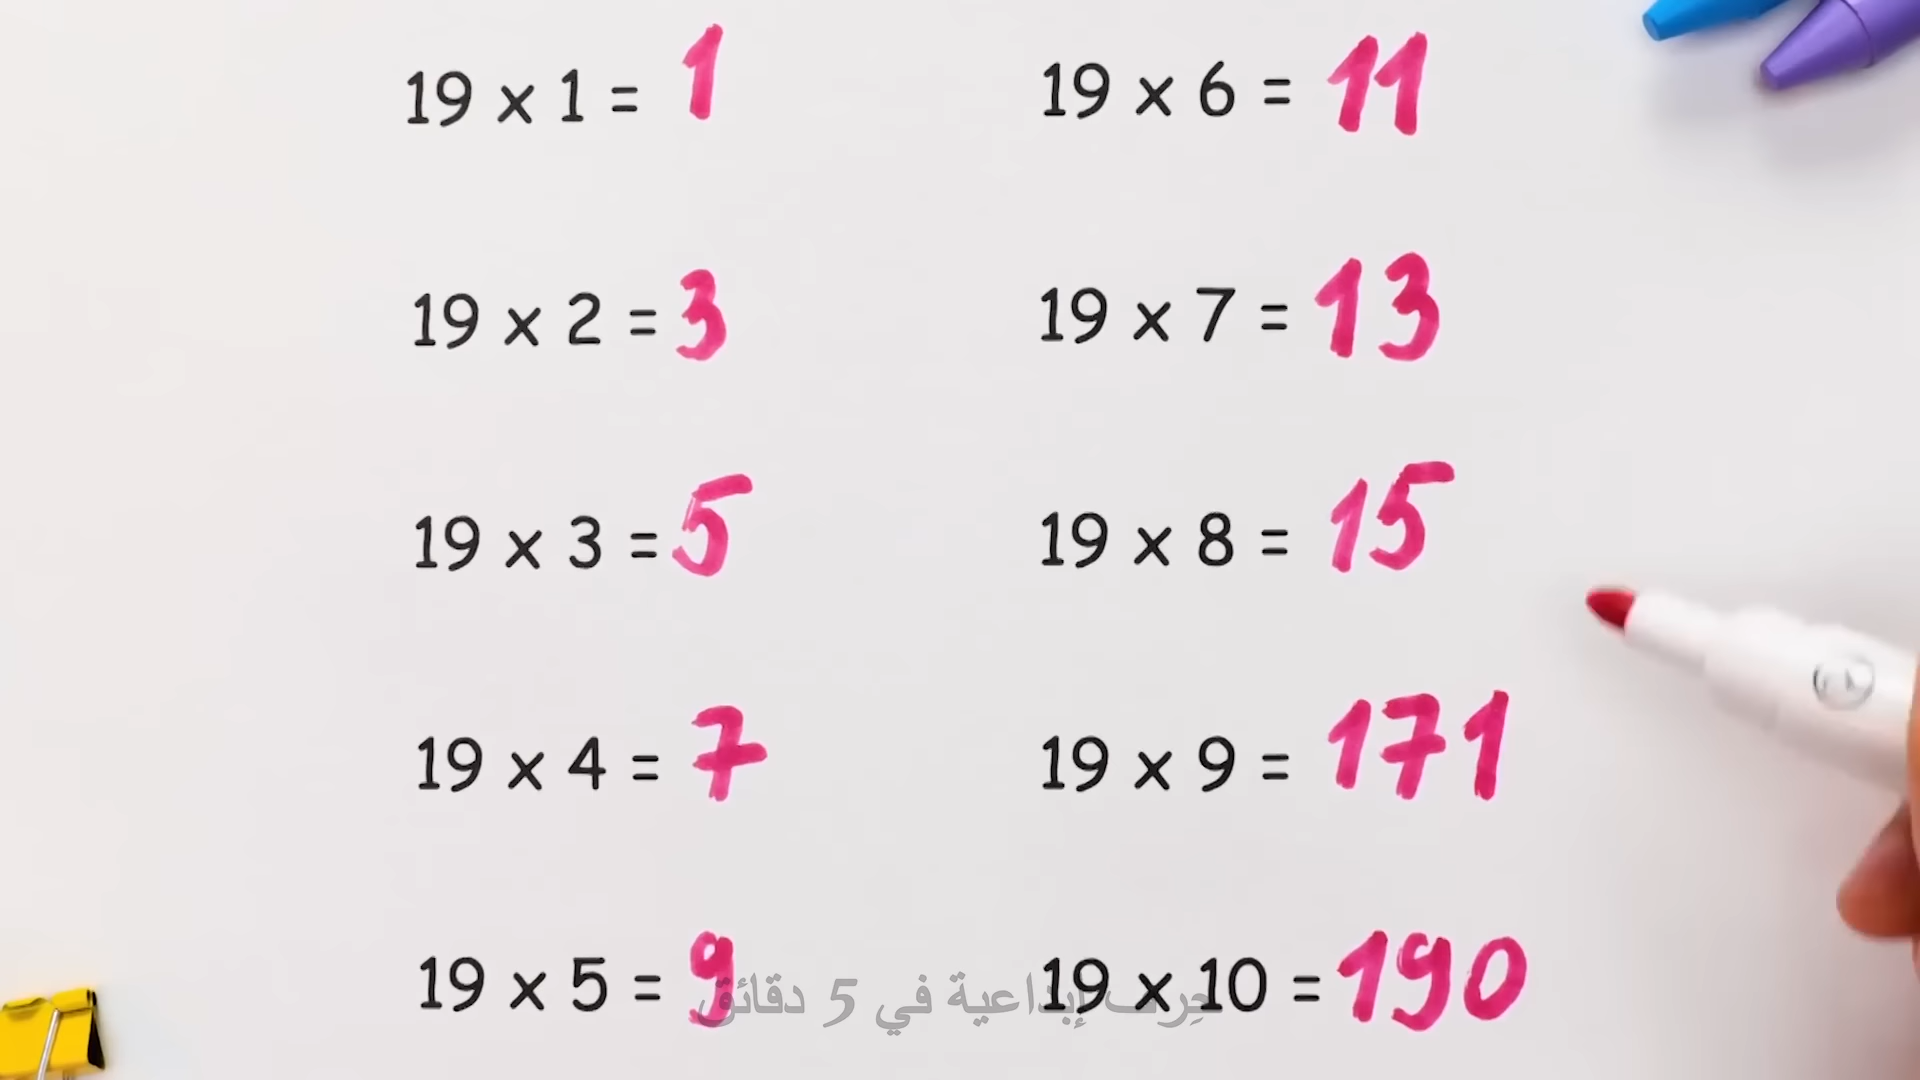 19 x 1 = 1
19 x 2 = 3
19 x 3 = 5
19 x 4 = 7
19 x 5 = 9
19 x 6 = 11
19 x 7 = 13
19 x 8 = 15
19 x 9 = 171
19 x 10 = 190
حِرف إبداعية في 5 دقائق